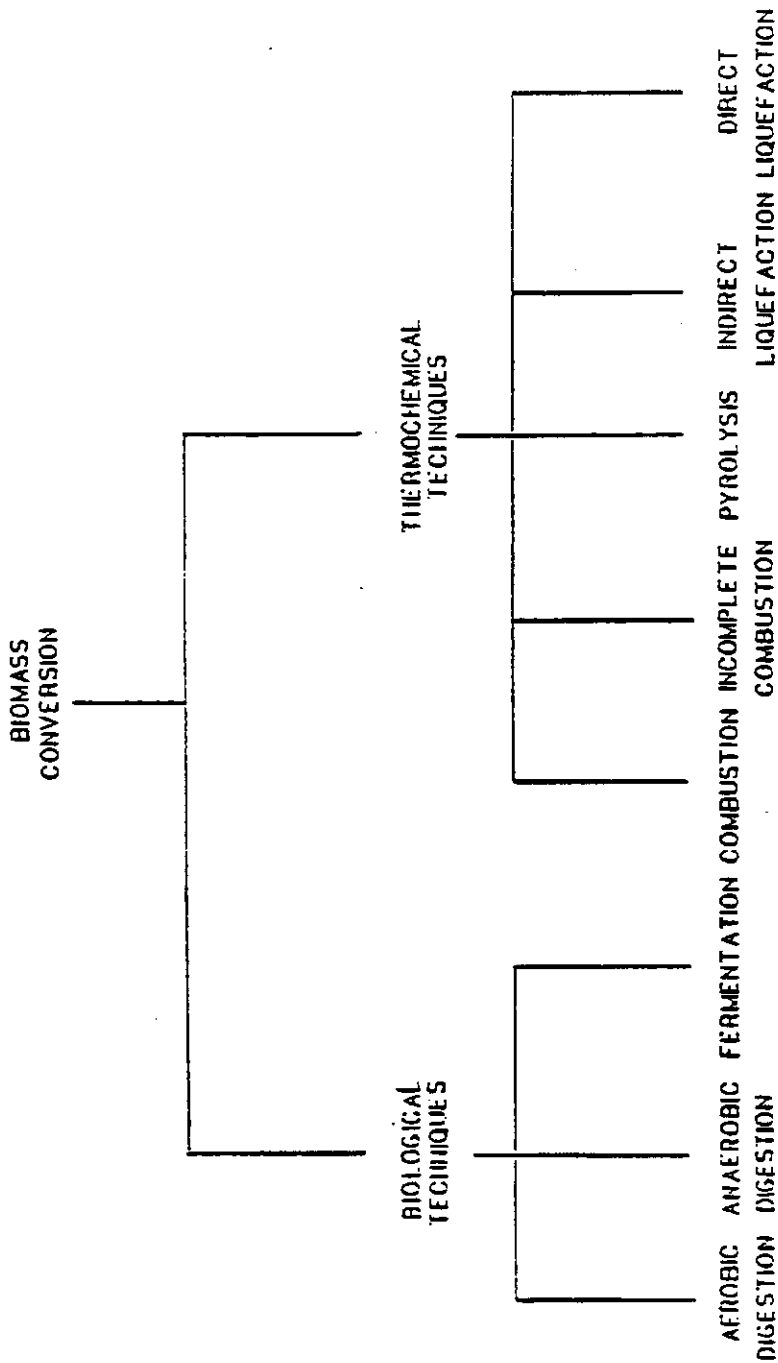 BIOMASS
CONVERSION
BIOLOGICAL
TECHNIQUES
THERMOCHEMICAL
TECHNIQUES
AEROBIC ANAEROBIC FERMENTATION COMBUSTION INCOMPLETE PYROLYSIS INDIRECT DIRECT
DIGESTION DIGESTION COMBUSTION LIQUEFACTION LIQUEFACTION